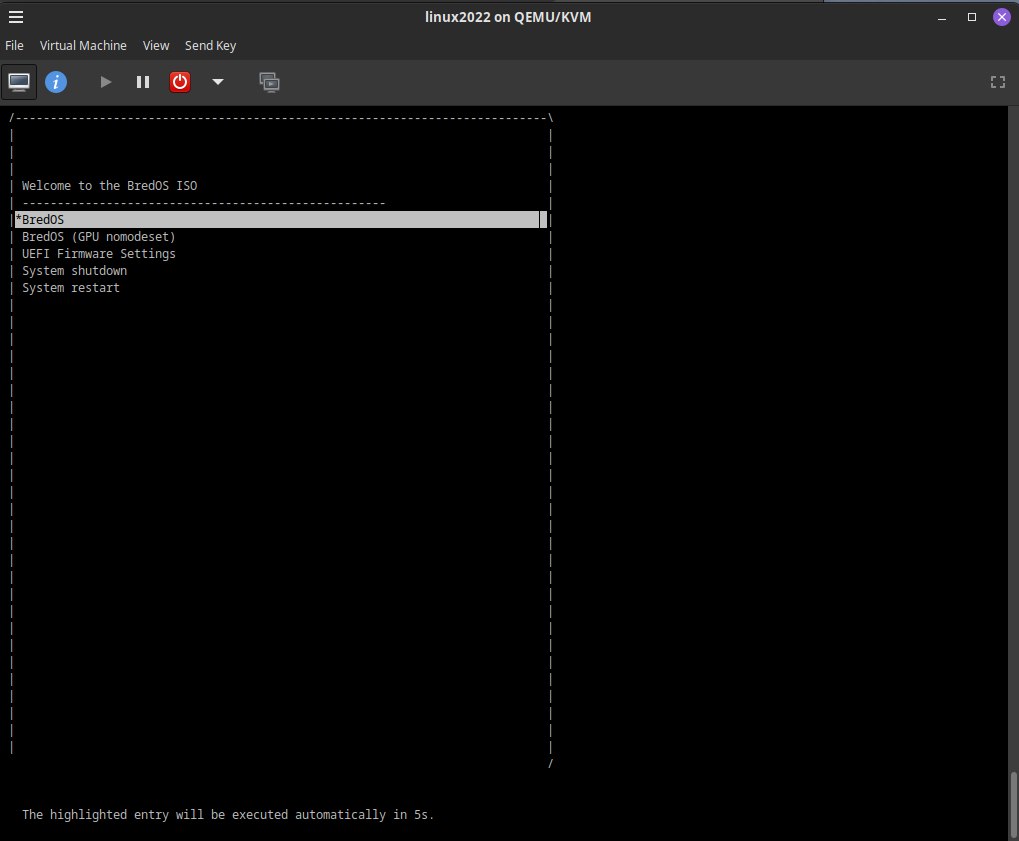 linux2022 on QEMU/KVM
File Virtual Machine View Send Key
Welcome to the BredOS ISO
----------------------------------------------------
*BredOS
BredOS (GPU nomodeset)
UEFI Firmware Settings
System shutdown
System restart
The highlighted entry will be executed automatically in 5s.